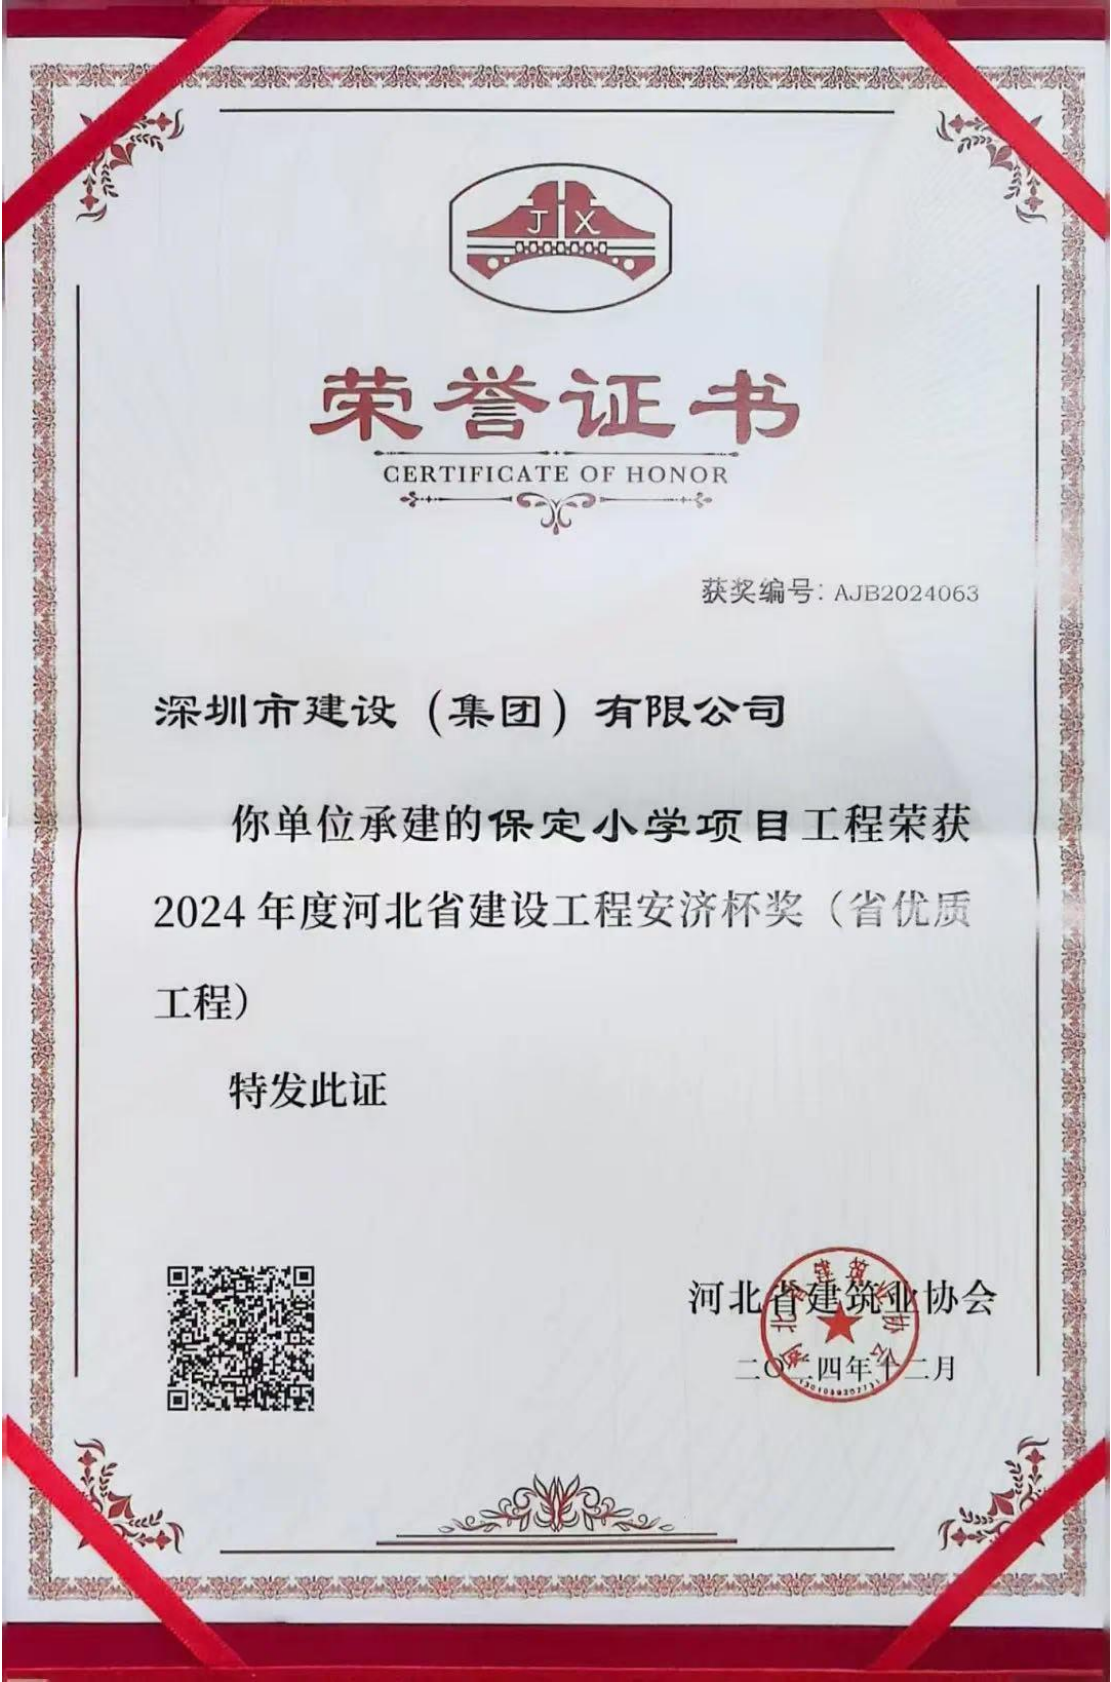 J X
荣誉证书
CERTIFICATE OF HONOR
获奖编号：AJB2024063
深圳市建设（集团）有限公司
你单位承建的保定小学项目工程荣获
2024年度河北省建设工程安济杯奖（省优质
工程）
特发此证
河北省建筑业协会
二〇二四年十二月